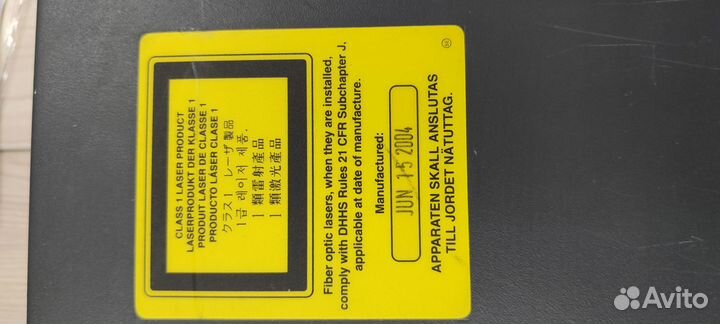 CLASS 1 LASER PRODUCT
LASERPRODUKT DER KLASSE 1
PRODUIT LASER DE CLASSE 1
PRODUCTO LASER CLASE 1
クラス1 レーザ製品
1급 레이저 제품.
1 類雷射產品
1 類激光產品
Fiber optic lasers, when they are installed,
comply with DHHS Rules 21 CFR Subchapter J,
applicable at date of manufacture.
Manufactured:
JUN 15 2004
APPARATEN SKALL ANSLUTAS
TILL JORDET NÄTUTTAG.
Avito